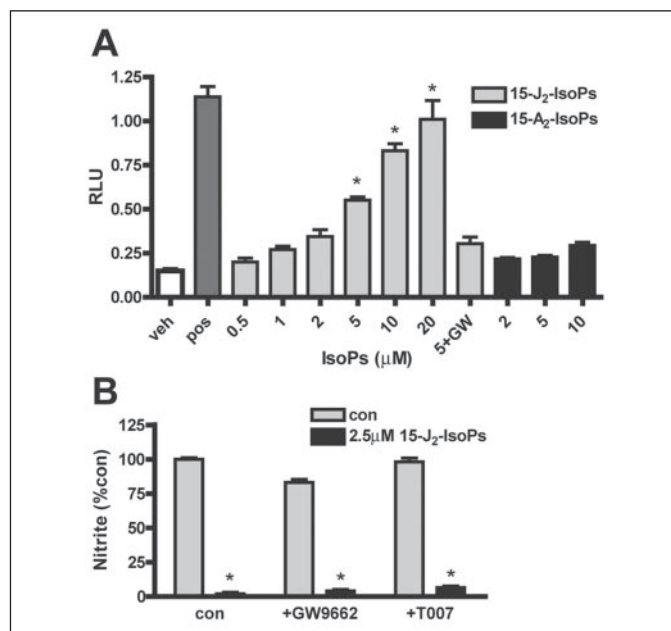 A
1.25
1.00
0.75
0.50
0.25
0.00
RLU
15-J₂-IsoPs
15-A₂-IsoPs
* * *
veh pos 0.5 1 2 5 10 20 5+GW 2 5 10
IsoPs (μM)
B
con
2.5μM 15-J₂-IsoPs
125
100
75
50
25
0
Nitrite (%con)
* * *
con +GW9662 +T007